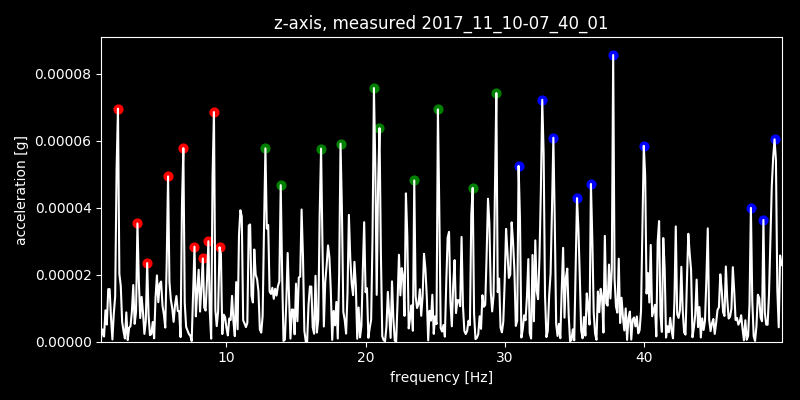 z-axis, measured 2017_11_10-07_40_01
0.00008
0.00006
0.00004
0.00002
0.00000
acceleration [g]
10 20 30 40
frequency [Hz]